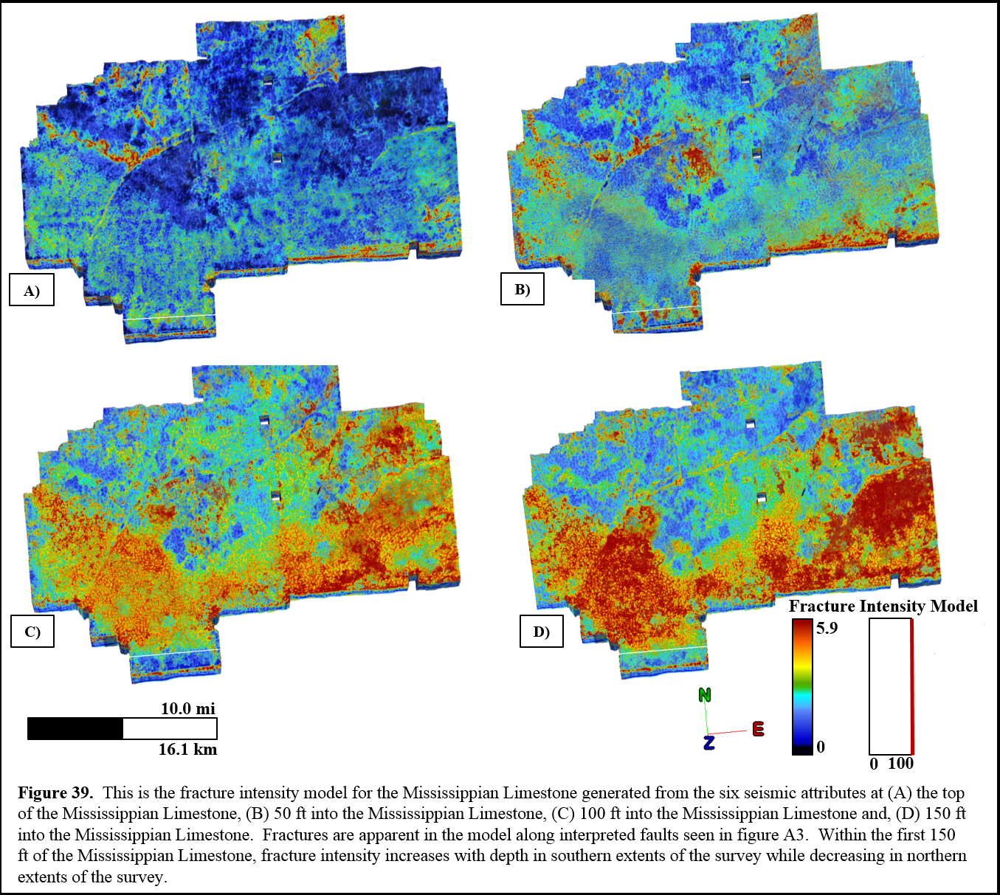 A)
B)
C)
D)
Fracture Intensity Model
5.9
0
0 100
N
E
Z
10.0 mi
16.1 km
Figure 39. This is the fracture intensity model for the Mississippian Limestone generated from the six seismic attributes at (A) the top
of the Mississippian Limestone, (B) 50 ft into the Mississippian Limestone, (C) 100 ft into the Mississippian Limestone and, (D) 150 ft
into the Mississippian Limestone. Fractures are apparent in the model along interpreted faults seen in figure A3. Within the first 150
ft of the Mississippian Limestone, fracture intensity increases with depth in southern extents of the survey while decreasing in northern
extents of the survey.